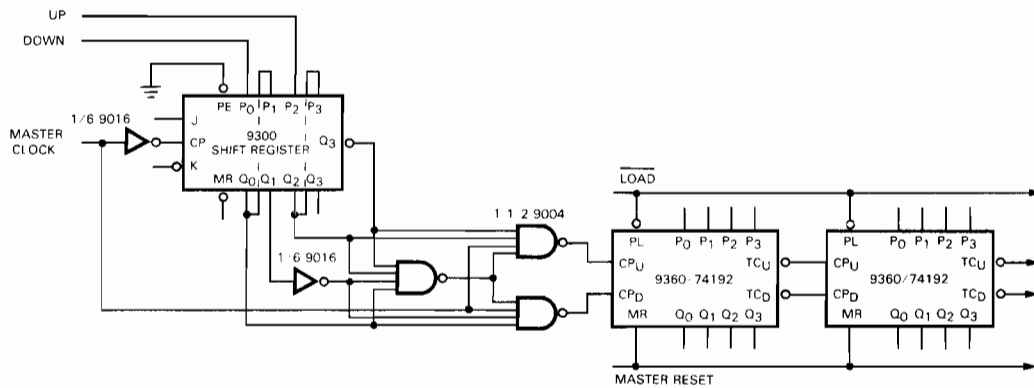 UP
DOWN
PE P0 P1 P2 P3
1/6 9016
J
MASTER CLOCK
CP
9300
SHIFT REGISTER
Q3
K
MR Q0 Q1 Q2 Q3
LOAD
1 1 2 9004
1·6 9016
PL P0 P1 P2 P3
CPU
TCU
9360·74192
CPD
TCD
MR Q0 Q1 Q2 Q3
PL P0 P1 P2 P3
CPU
TCU
9360/74192
CPD
TCD
MR Q0 Q1 Q2 Q3
MASTER RESET